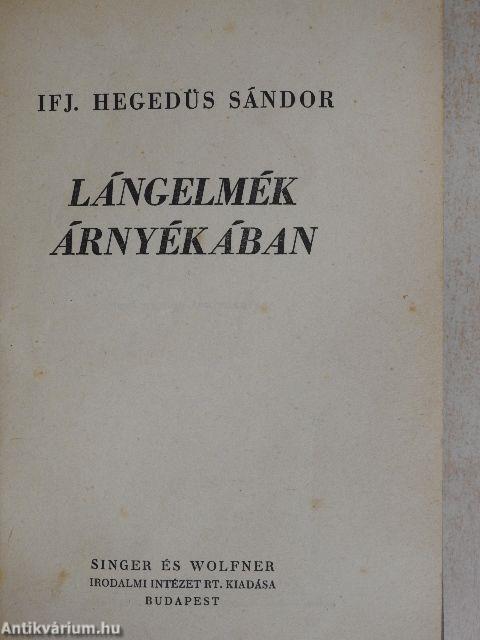 IFJ. HEGEDÜS SÁNDOR
LÁNGELMÉK
ÁRNYÉKÁBAN
SINGER ÉS WOLFNER
IRODALMI INTÉZET RT. KIADÁSA
BUDAPEST
Antikvárium.hu